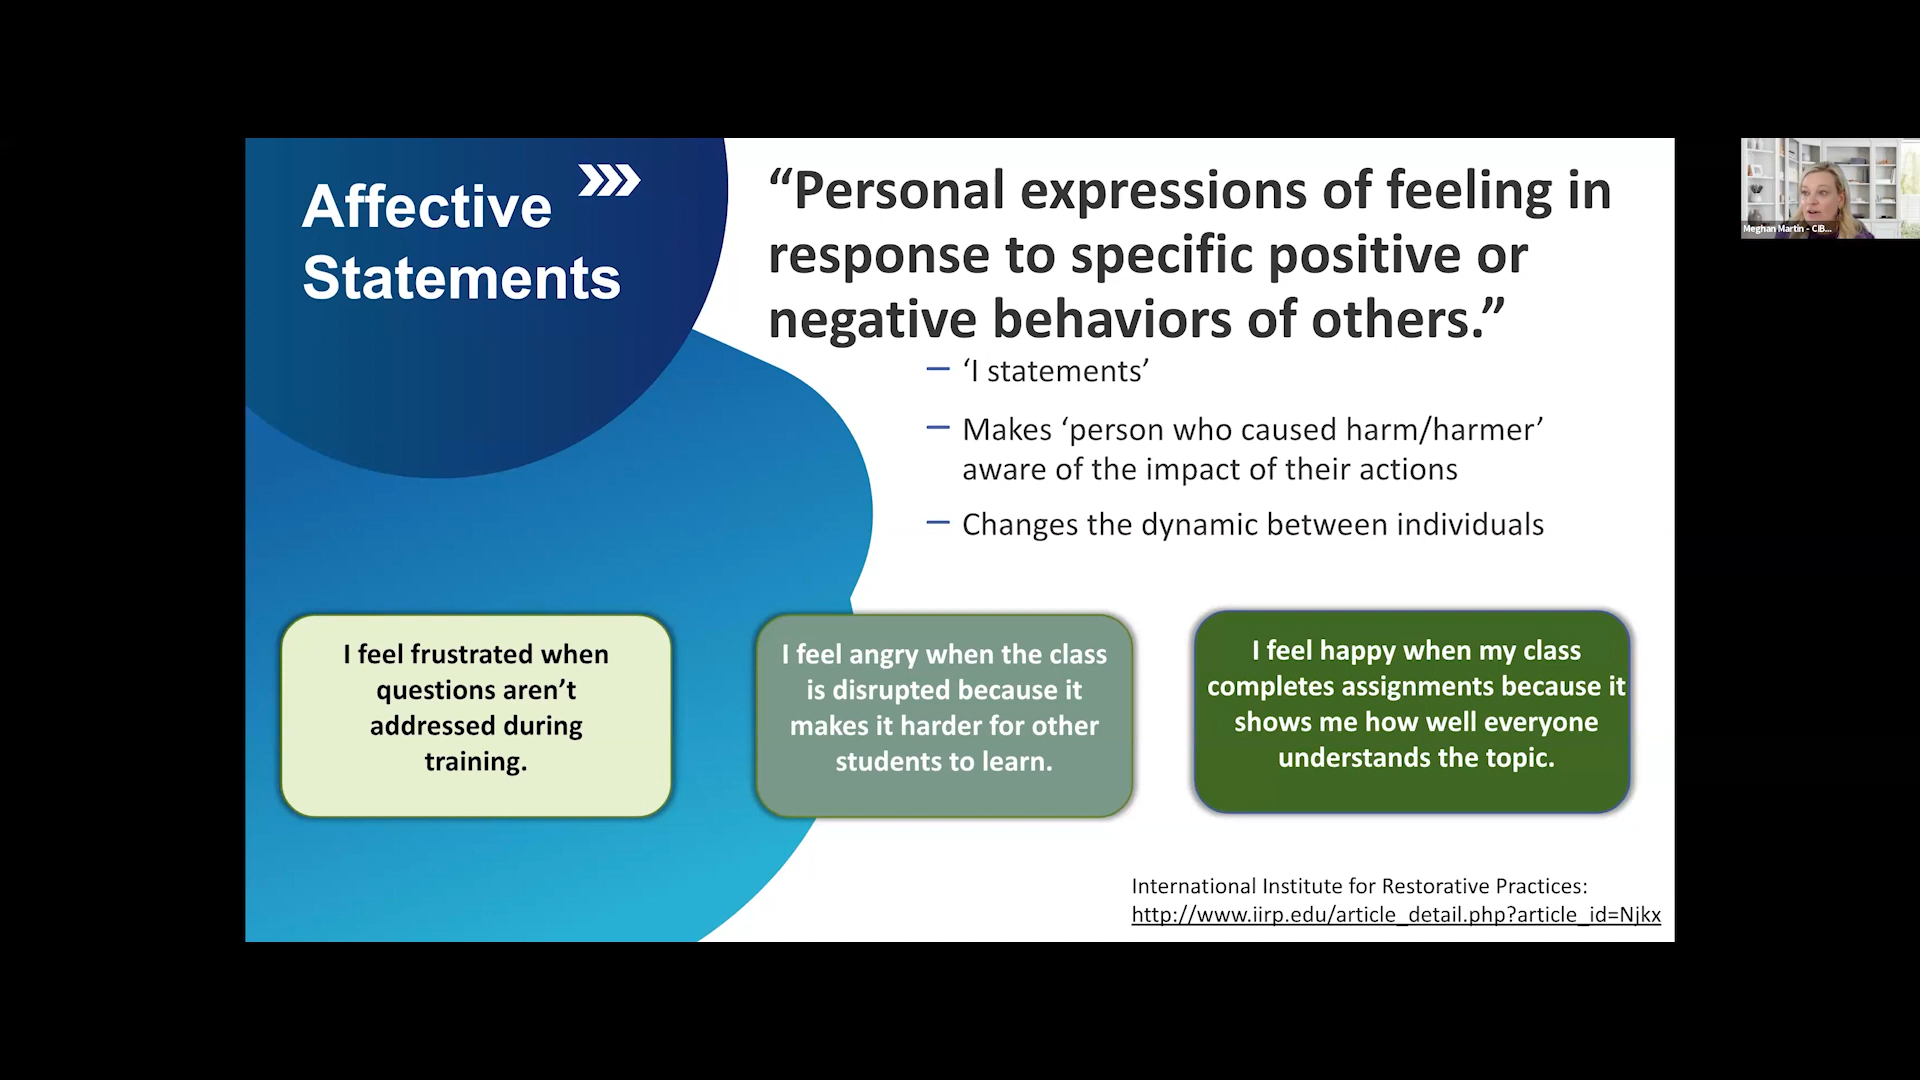 Affective
Statements
“Personal expressions of feeling in
response to specific positive or
negative behaviors of others.”
– ‘I statements’
– Makes ‘person who caused harm/harmer’
aware of the impact of their actions
– Changes the dynamic between individuals
I feel frustrated when
questions aren’t
addressed during
training.
I feel angry when the class
is disrupted because it
makes it harder for other
students to learn.
I feel happy when my class
completes assignments because it
shows me how well everyone
understands the topic.
International Institute for Restorative Practices:
http://www.iirp.edu/article_detail.php?article_id=Njkx
Meghan Martin - CIB...